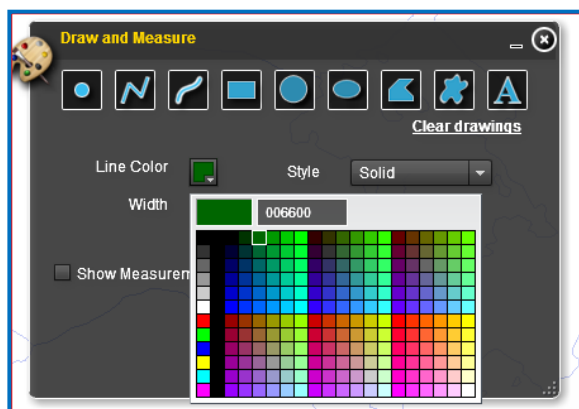 Draw and Measure
A
Clear drawings
Line Color Style Solid
Width
006600
Show Measurem